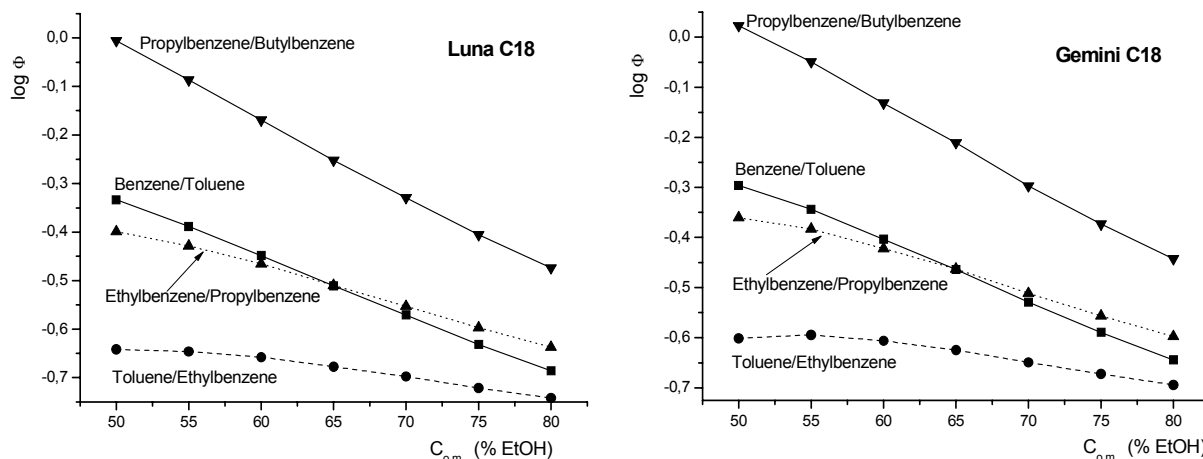 Luna C18
log Φ
0,0
-0,1
-0,2
-0,3
-0,4
-0,5
-0,6
-0,7
Propylbenzene/Butylbenzene
Benzene/Toluene
Ethylbenzene/Propylbenzene
Toluene/Ethylbenzene
50 55 60 65 70 75 80
C o.m. (% EtOH)
Gemini C18
log Φ
0,0
-0,1
-0,2
-0,3
-0,4
-0,5
-0,6
-0,7
Propylbenzene/Butylbenzene
Benzene/Toluene
Ethylbenzene/Propylbenzene
Toluene/Ethylbenzene
50 55 60 65 70 75 80
C o.m. (% EtOH)